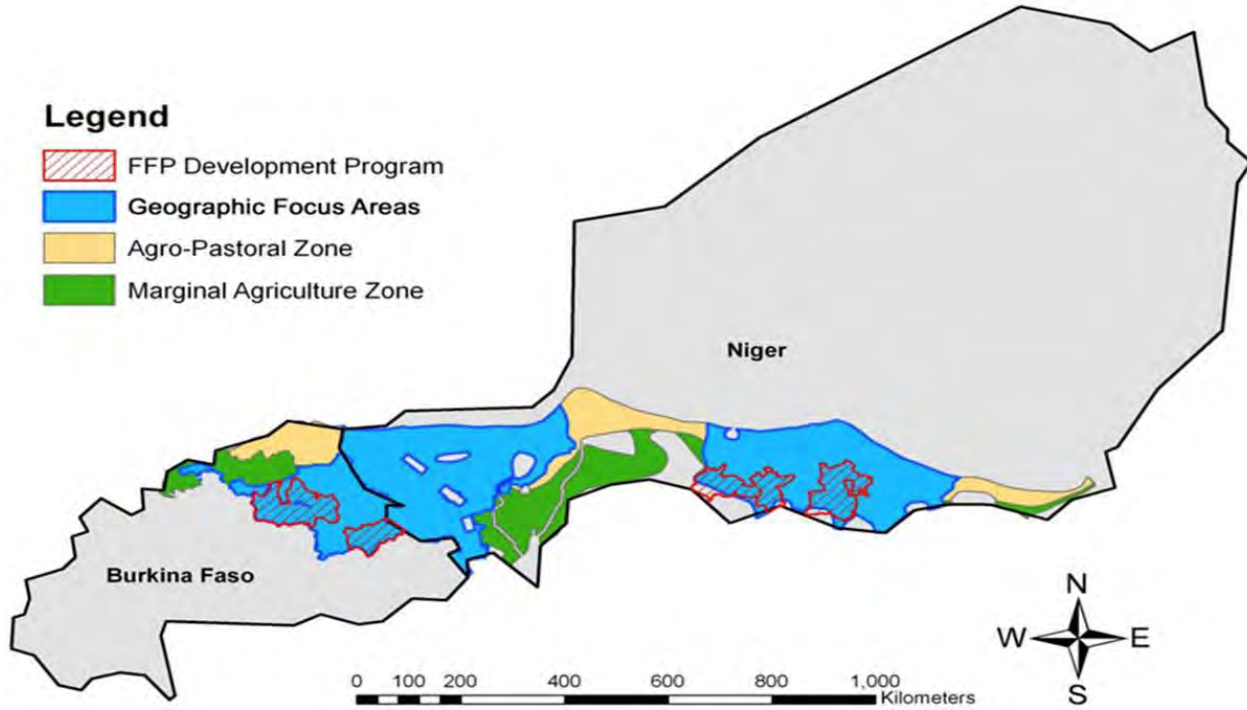 Legend
FFP Development Program
Geographic Focus Areas
Agro-Pastoral Zone
Marginal Agriculture Zone
Niger
Burkina Faso
N
W E
S
0 100 200 400 600 800 1,000
Kilometers